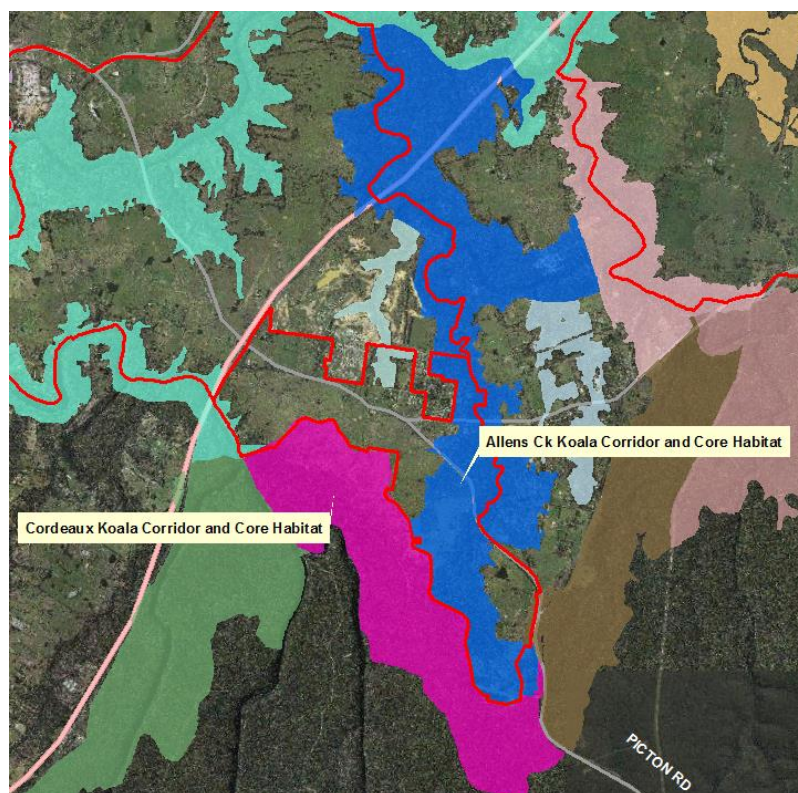 Allens Ck Koala Corridor and Core Habitat
Cordeaux Koala Corridor and Core Habitat
PICTON RD